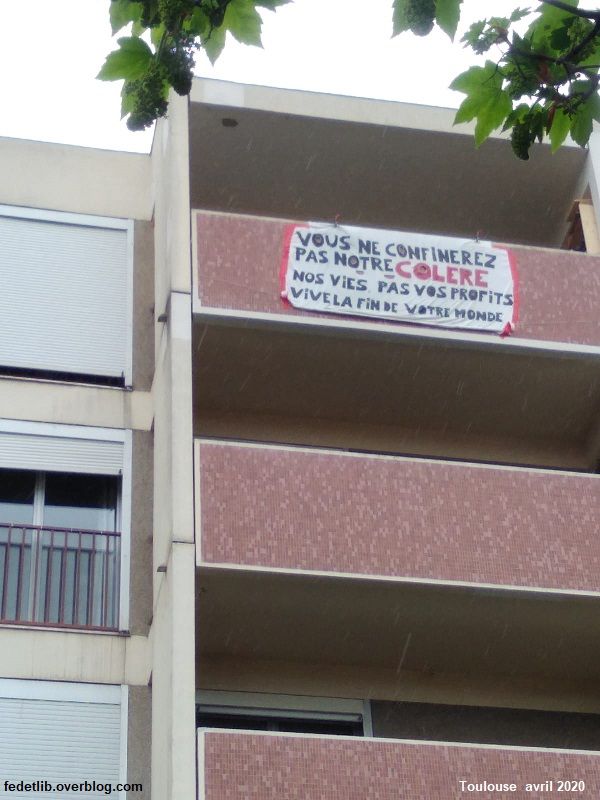 VOUS NE CONFINEREZ
PAS NOTRE COLERE
NOS VIES PAS VOS PROFITS
VIVE LA FIN DE VOTRE MONDE
fedetlib.overblog.com
Toulouse avril 2020